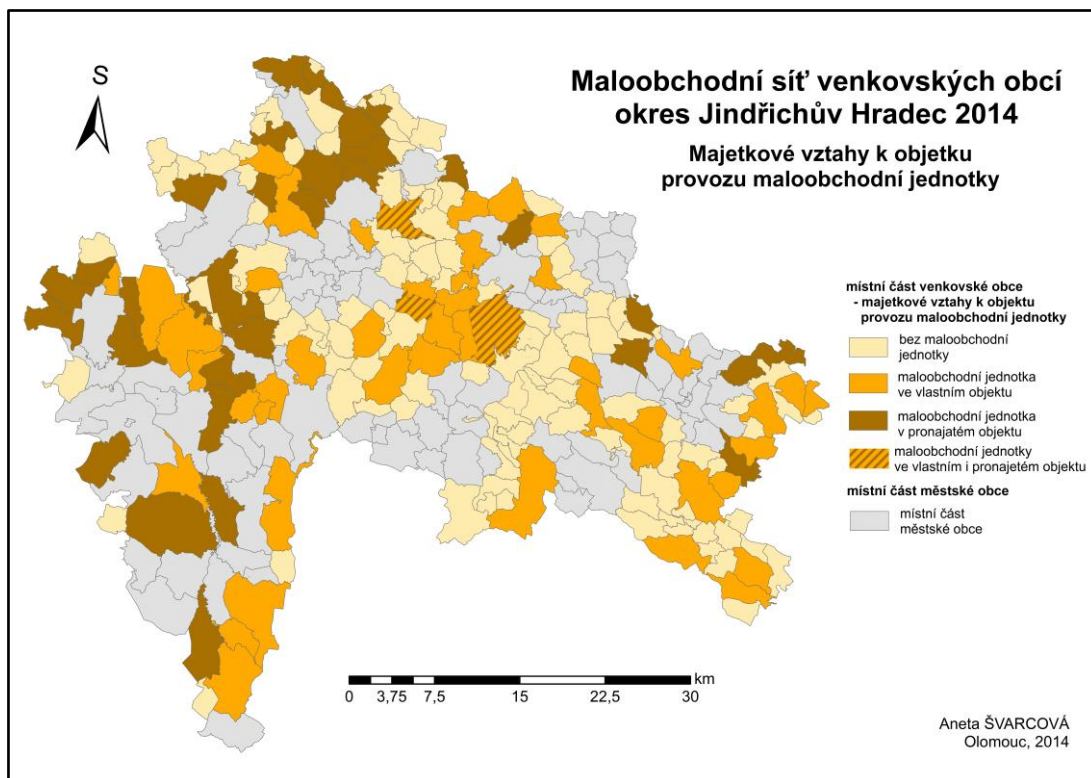 S
Maloobchodní síť venkovských obcí
okres Jindřichův Hradec 2014
Majetkové vztahy k objetku
provozu maloobchodní jednotky
místní část venkovské obce
- majetkové vztahy k objektu
provozu maloobchodní jednotky
bez maloobchodní
jednotky
maloobchodní jednotka
ve vlastním objektu
maloobchodní jednotka
v pronajatém objektu
maloobchodní jednotky
ve vlastním i pronajetém objektu
místní část městské obce
místní část
městské obce
km
0 3,75 7,5 15 22,5 30
Aneta ŠVARCOVÁ
Olomouc, 2014